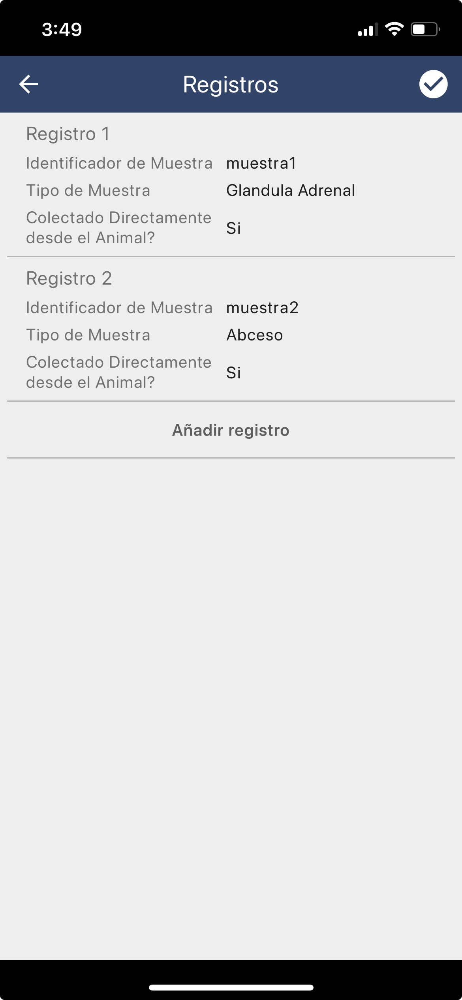 3:49
Registros
Registro 1
Identificador de Muestra muestra1
Tipo de Muestra Glandula Adrenal
Colectado Directamente
desde el Animal? Si
Registro 2
Identificador de Muestra muestra2
Tipo de Muestra Abceso
Colectado Directamente
desde el Animal? Si
Añadir registro